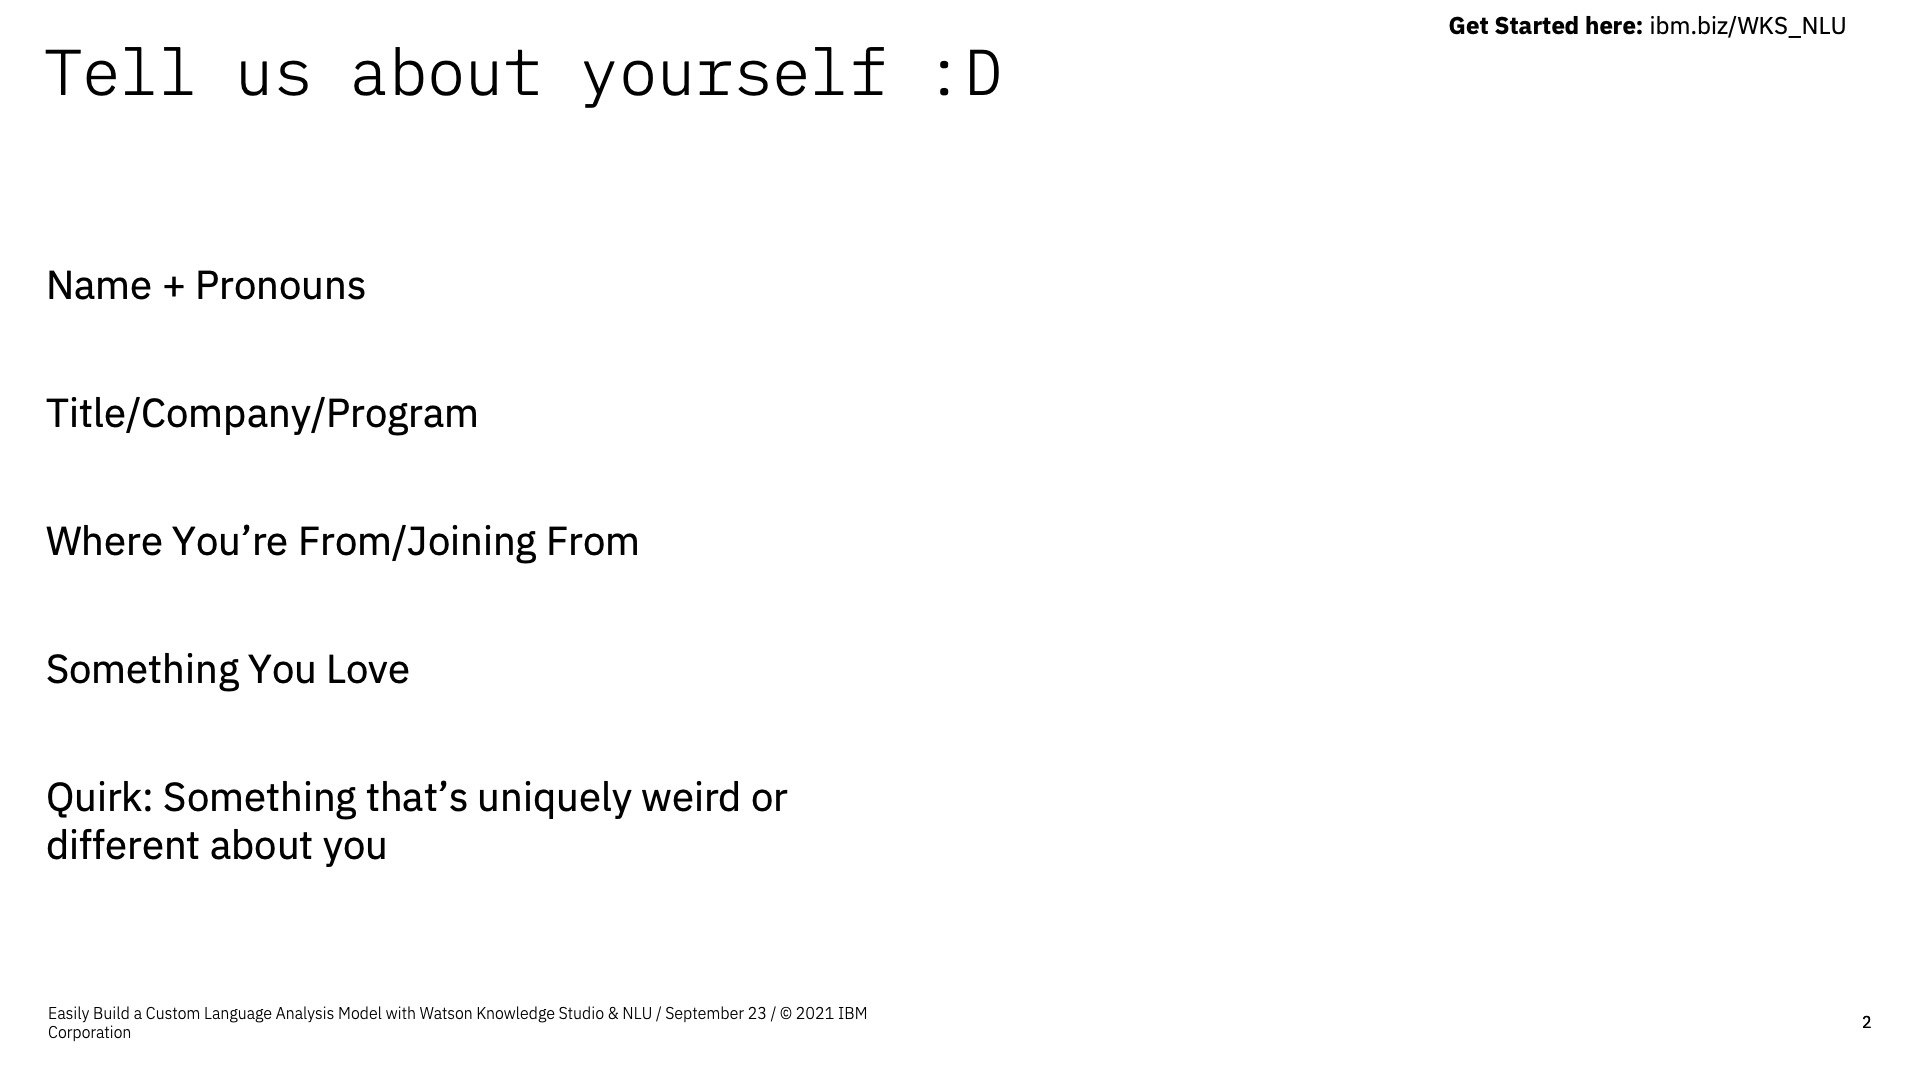 Get Started here: ibm.biz/WKS_NLU
Tell us about yourself :D
Name + Pronouns
Title/Company/Program
Where You’re From/Joining From
Something You Love
Quirk: Something that’s uniquely weird or
different about you
Easily Build a Custom Language Analysis Model with Watson Knowledge Studio & NLU / September 23 / © 2021 IBM
Corporation
2